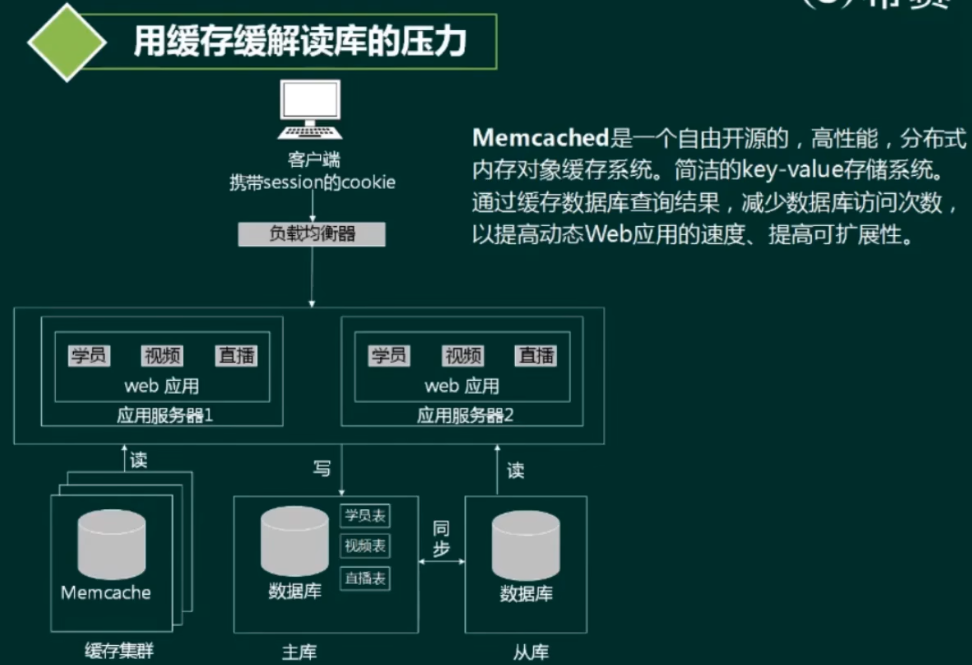 用缓存缓解读库的压力
客户端
携带session的cookie
负载均衡器
Memcached是一个自由开源的，高性能，分布式
内存对象缓存系统。简洁的key-value存储系统。
通过缓存数据库查询结果，减少数据库访问次数，
以提高动态Web应用的速度、提高可扩展性。
学员 视频 直播
web 应用
应用服务器1
学员 视频 直播
web 应用
应用服务器2
读
写
读
Memcache
缓存集群
数据库
学员表
视频表
直播表
主库
同
步
数据库
从库